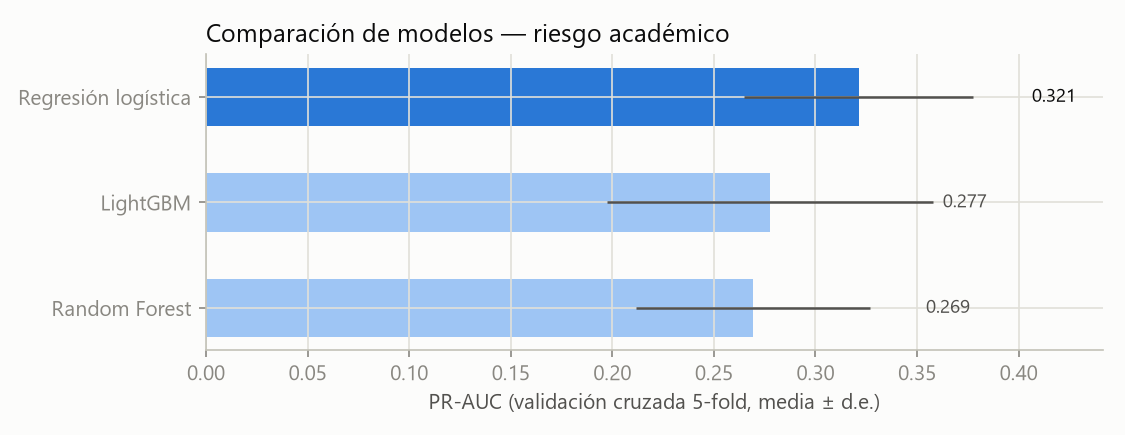 Comparación de modelos — riesgo académico
Regresión logística
0.321
LightGBM
0.277
Random Forest
0.269
0.00 0.05 0.10 0.15 0.20 0.25 0.30 0.35 0.40
PR-AUC (validación cruzada 5-fold, media ± d.e.)